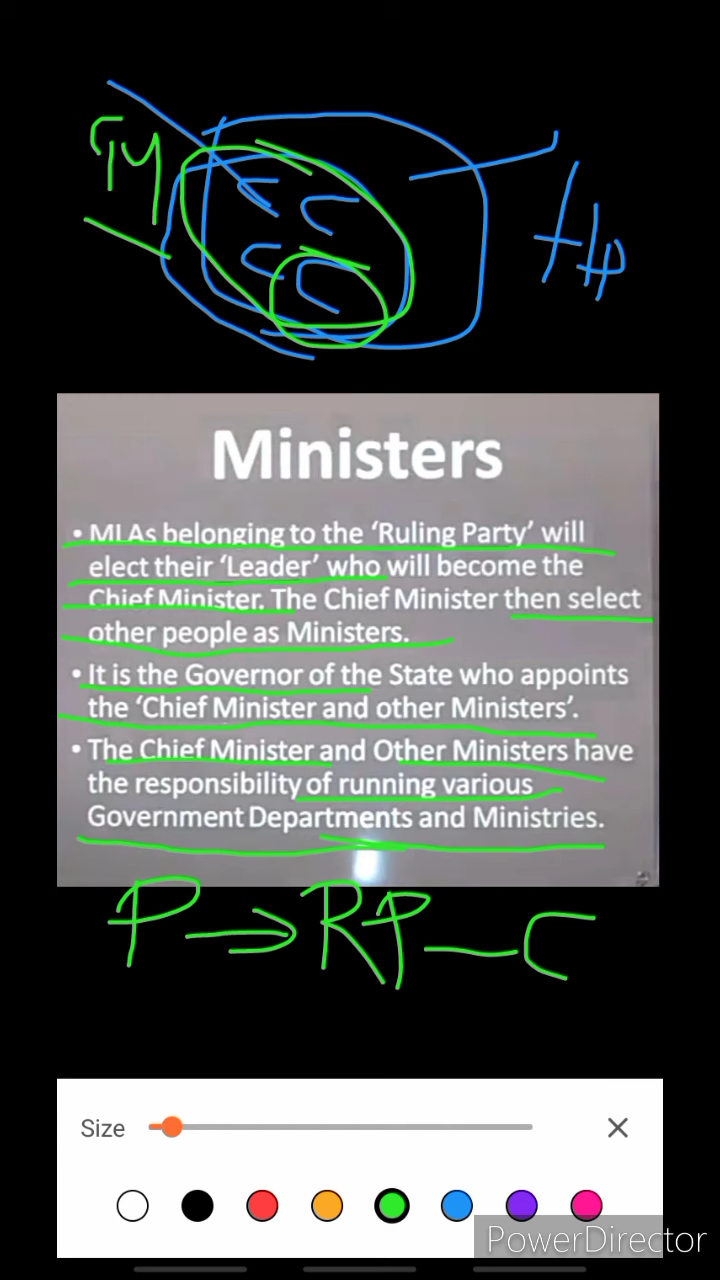 M
Ministers
• MLAs belonging to the 'Ruling Party' will
elect their 'Leader' who will become the
Chief Minister. The Chief Minister then select
other people as Ministers.
• It is the Governor of the State who appoints
the 'Chief Minister and other Ministers'.
• The Chief Minister and Other Ministers have
the responsibility of running various
Government Departments and Ministries.
P → RP — C
Size
PowerDirector